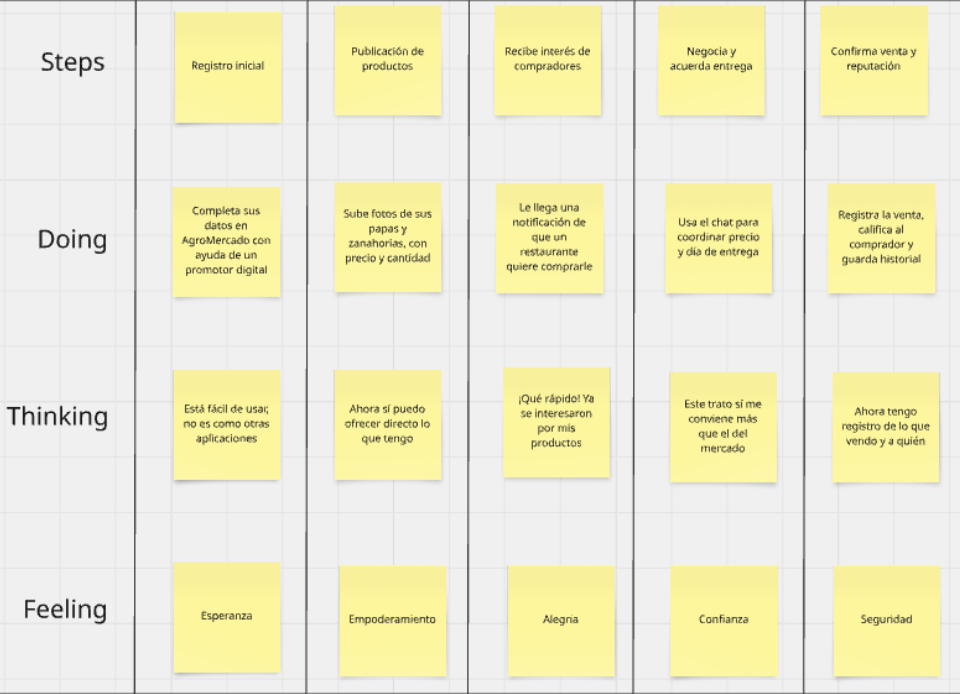 Steps
Registro inicial
Publicación de
productos
Recibe interés de
compradores
Negocia y
acuerda entrega
Confirma venta y
reputación
Doing
Completa sus
datos en
AgroMercado con
ayuda de un
promotor digital
Sube fotos de sus
papas y
zanahorias, con
precio y cantidad
Le llega una
notificación de
que un
restaurante
quiere comprarle
Usa el chat para
coordinar precio
y día de entrega
Registra la venta,
califica al
comprador y
guarda historial
Thinking
Está fácil de usar,
no es como otras
aplicaciones
Ahora sí puedo
ofrecer directo lo
que tengo
¡Qué rápido! Ya
se interesaron
por mis
productos
Este trato sí me
conviene más
que el del
mercado
Ahora tengo
registro de lo que
vendo y a quién
Feeling
Esperanza
Empoderamiento
Alegría
Confianza
Seguridad